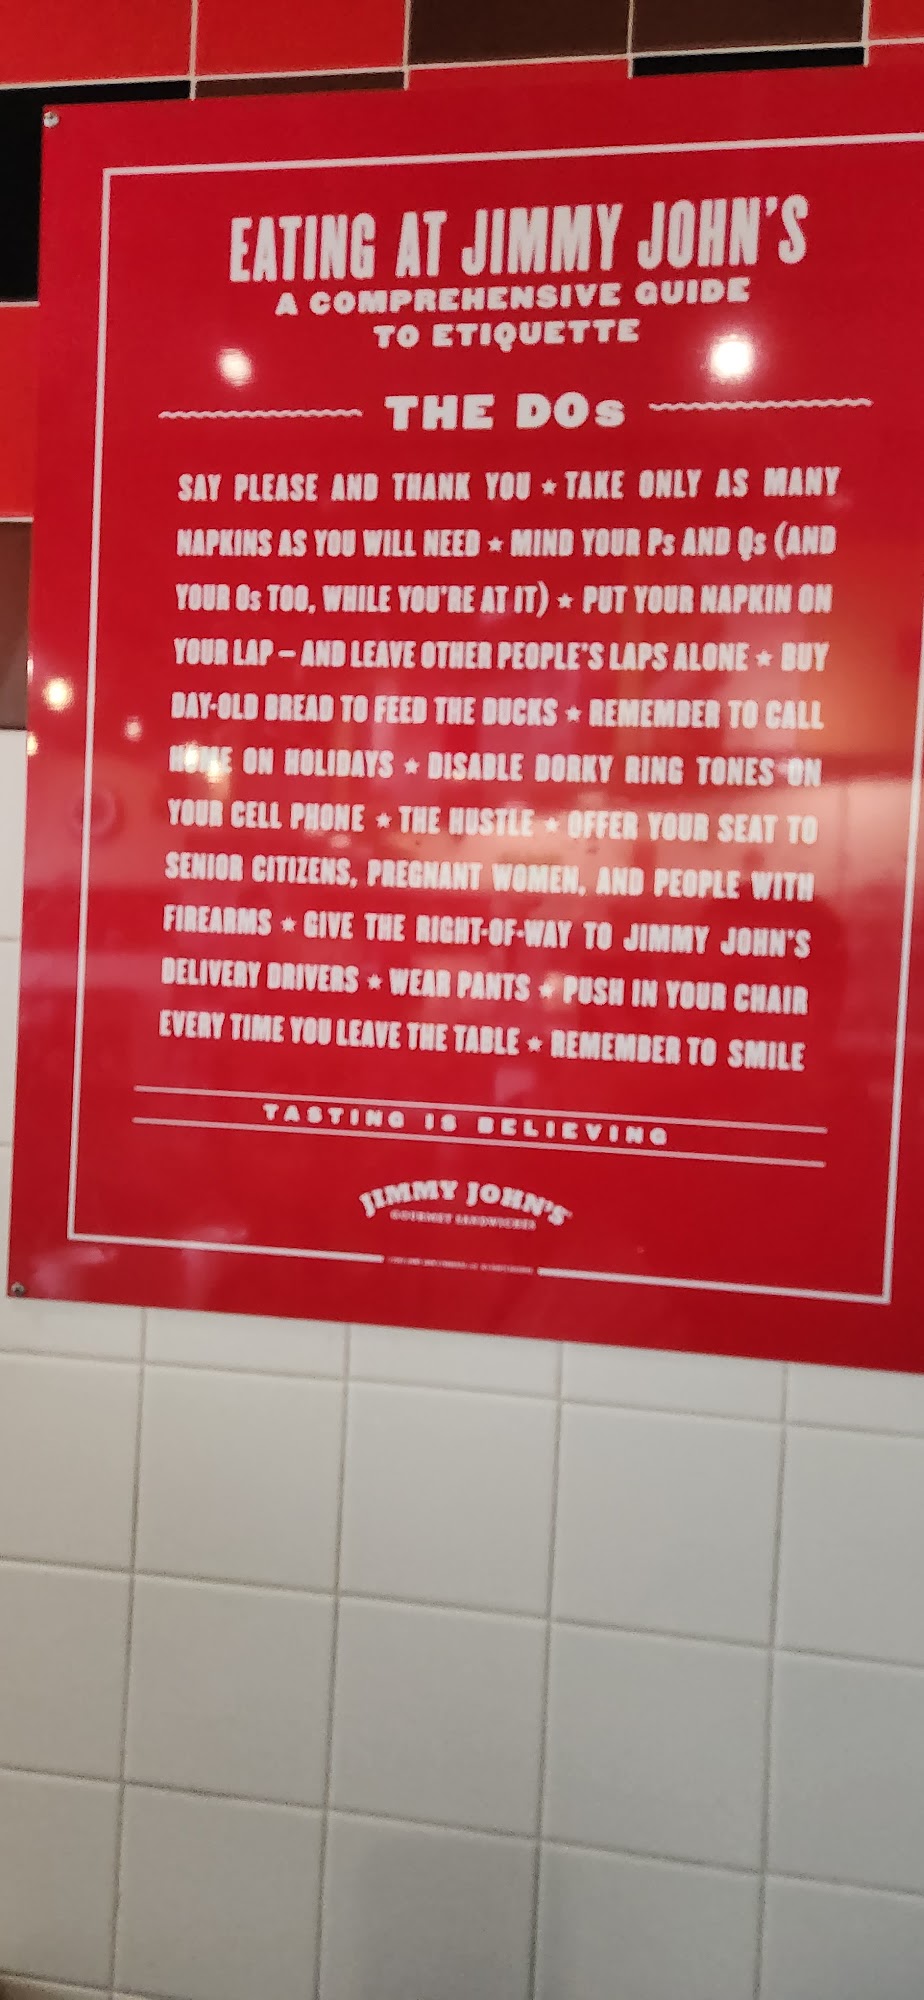 EATING AT JIMMY JOHN'S
A COMPREHENSIVE GUIDE
TO ETIQUETTE
THE DOs
SAY PLEASE AND THANK YOU ★ TAKE ONLY AS MANY
NAPKINS AS YOU WILL NEED ★ MIND YOUR Ps AND Qs (AND
YOUR Os TOO, WHILE YOU'RE AT IT) ★ PUT YOUR NAPKIN ON
YOUR LAP – AND LEAVE OTHER PEOPLE'S LAPS ALONE ★ BUY
DAY-OLD BREAD TO FEED THE DUCKS ★ REMEMBER TO CALL
HOME ON HOLIDAYS ★ DISABLE DORKY RING TONES ON
YOUR CELL PHONE ★ THE HUSTLE ★ OFFER YOUR SEAT TO
SENIOR CITIZENS, PREGNANT WOMEN, AND PEOPLE WITH
FIREARMS ★ GIVE THE RIGHT-OF-WAY TO JIMMY JOHN'S
DELIVERY DRIVERS ★ WEAR PANTS ★ PUSH IN YOUR CHAIR
EVERY TIME YOU LEAVE THE TABLE ★ REMEMBER TO SMILE
TASTING IS BELIEVING
JIMMY JOHN'S
GOURMET SANDWICHES